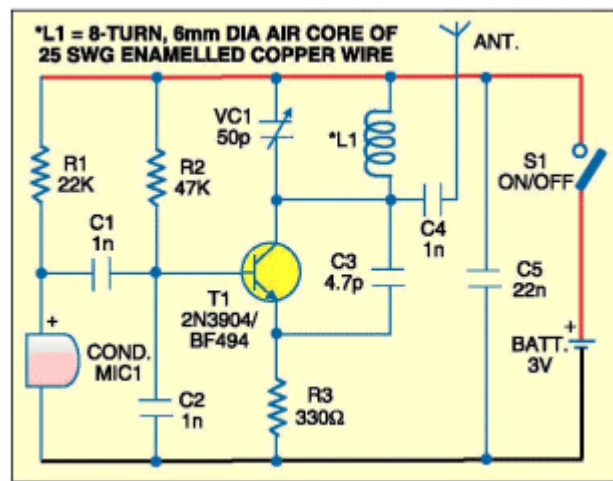 *L1 = 8-TURN, 6mm DIA AIR CORE OF
25 SWG ENAMELLED COPPER WIRE
ANT.
VC1
50p
*L1
S1
ON/OFF
R1
22K
R2
47K
C1
1n
C4
1n
C3
4.7p
C5
22n
T1
2N3904/
BF494
+
COND.
MIC1
+
BATT.
3V
C2
1n
R3
330Ω